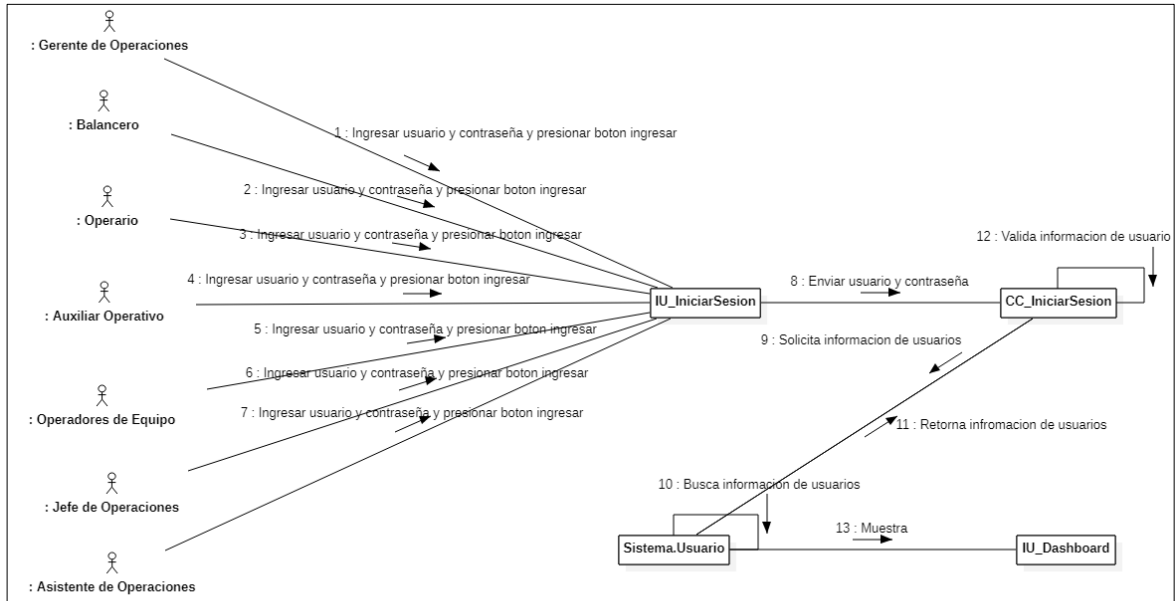 : Gerente de Operaciones
: Balancero
1 : Ingresar usuario y contraseña y presionar boton ingresar
2 : Ingresar usuario y contraseña y presionar boton ingresar
: Operario
3 : Ingresar usuario y contraseña y presionar boton ingresar
12 : Valida informacion de usuario
4 : Ingresar usuario y contraseña y presionar boton ingresar
8 : Enviar usuario y contraseña
IU_IniciarSesion
CC_IniciarSesion
: Auxiliar Operativo
5 : Ingresar usuario y contraseña y presionar boton ingresar
9 : Solicita informacion de usuarios
6 : Ingresar usuario y contraseña y presionar boton ingresar
7 : Ingresar usuario y contraseña y presionar boton ingresar
: Operadores de Equipo
11 : Retorna infromacion de usuarios
10 : Busca información de usuarios
: Jefe de Operaciones
13 : Muestra
Sistema.Usuario
IU_Dashboard
: Asistente de Operaciones